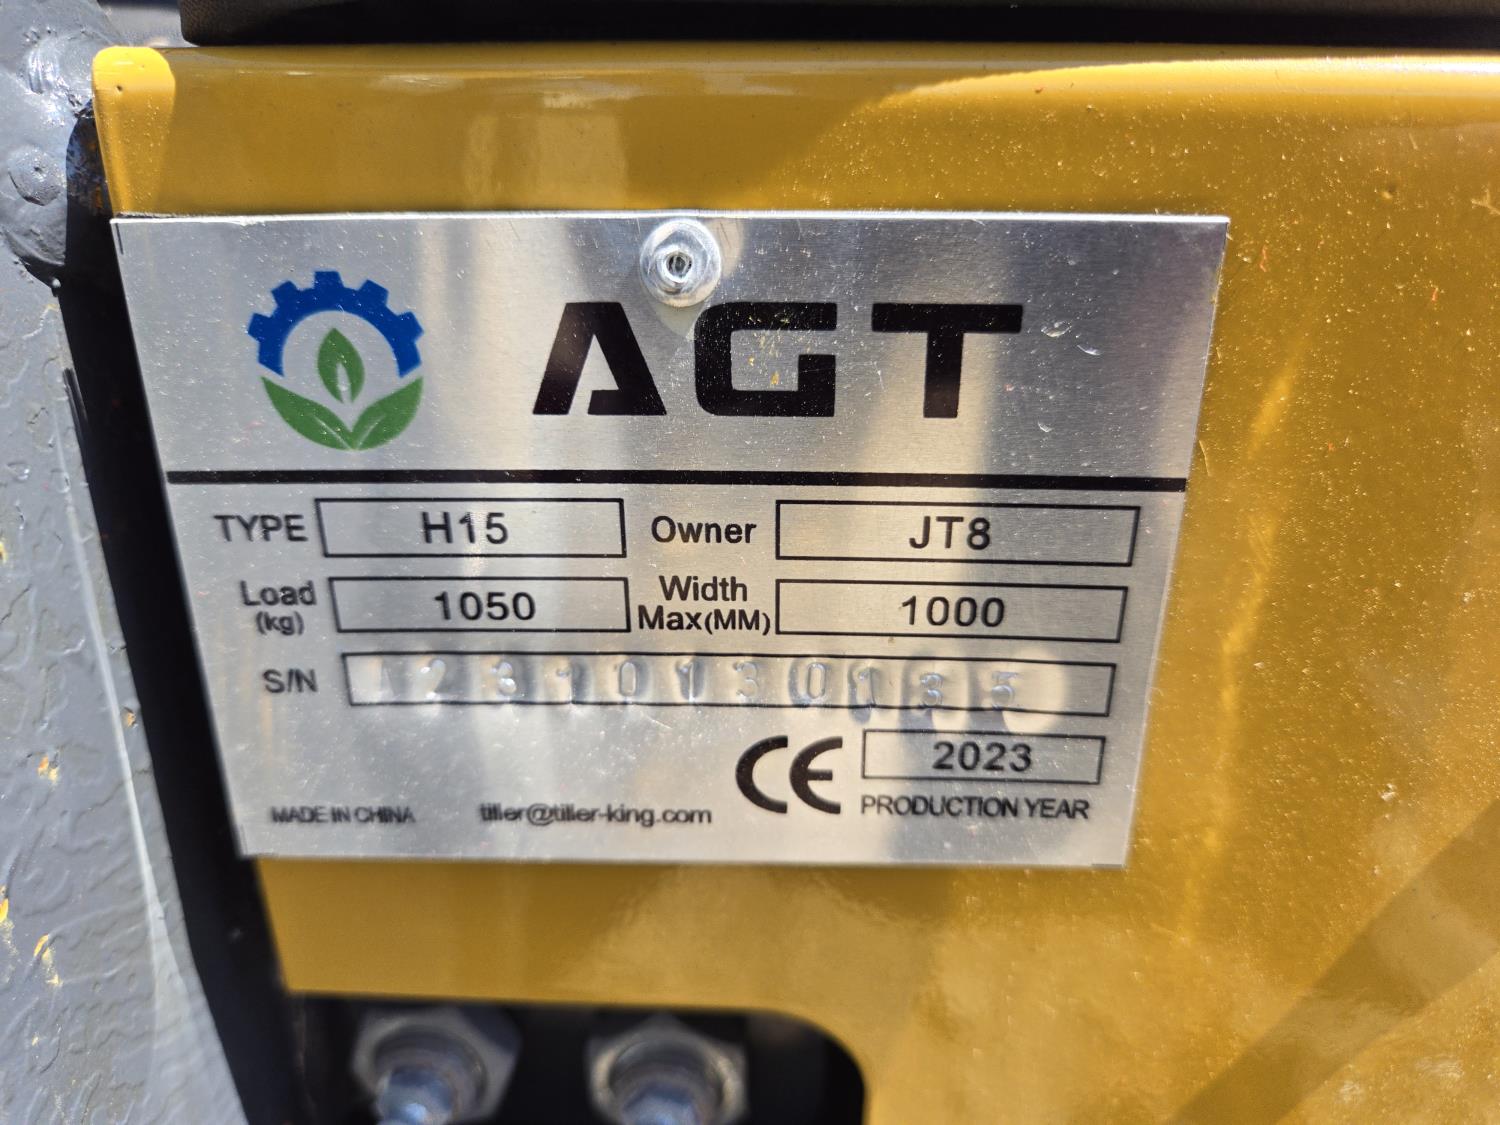 AGT
TYPE H15 Owner JT8
Load (kg) 1050 Width Max(MM) 1000
S/N
CE 2023
MADE IN CHINA tiller@tiller-king.com PRODUCTION YEAR